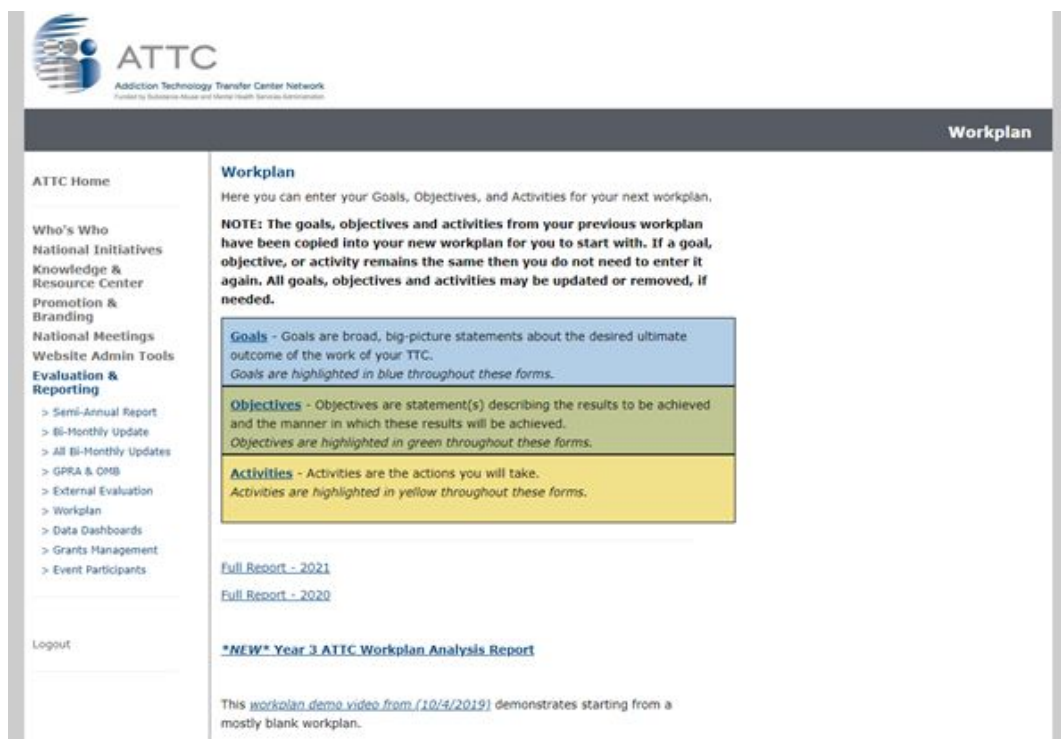 ATTC
Addiction Technology Transfer Center Network
Funded by Substance Abuse and Mental Health Services Administration
Workplan
ATTC Home
Who's Who
National Initiatives
Knowledge &
Resource Center
Promotion &
Branding
National Meetings
Website Admin Tools
Evaluation &
Reporting
> Semi-Annual Report
> Bi-Monthly Update
> All Bi-Monthly Updates
> GPRA & OMB
> External Evaluation
> Workplan
> Data Dashboards
> Grants Management
> Event Participants
Logout
Workplan
Here you can enter your Goals, Objectives, and Activities for your next workplan.
NOTE: The goals, objectives and activities from your previous workplan
have been copied into your new workplan for you to start with. If a goal,
objective, or activity remains the same then you do not need to enter it
again. All goals, objectives and activities may be updated or removed, if
needed.
Goals - Goals are broad, big-picture statements about the desired ultimate
outcome of the work of your TTC.
Goals are highlighted in blue throughout these forms.
Objectives - Objectives are statement(s) describing the results to be achieved
and the manner in which these results will be achieved.
Objectives are highlighted in green throughout these forms.
Activities - Activities are the actions you will take.
Activities are highlighted in yellow throughout these forms.
Full Report - 2021
Full Report - 2020
*NEW* Year 3 ATTC Workplan Analysis Report
This workplan demo video from (10/4/2019) demonstrates starting from a
mostly blank workplan.